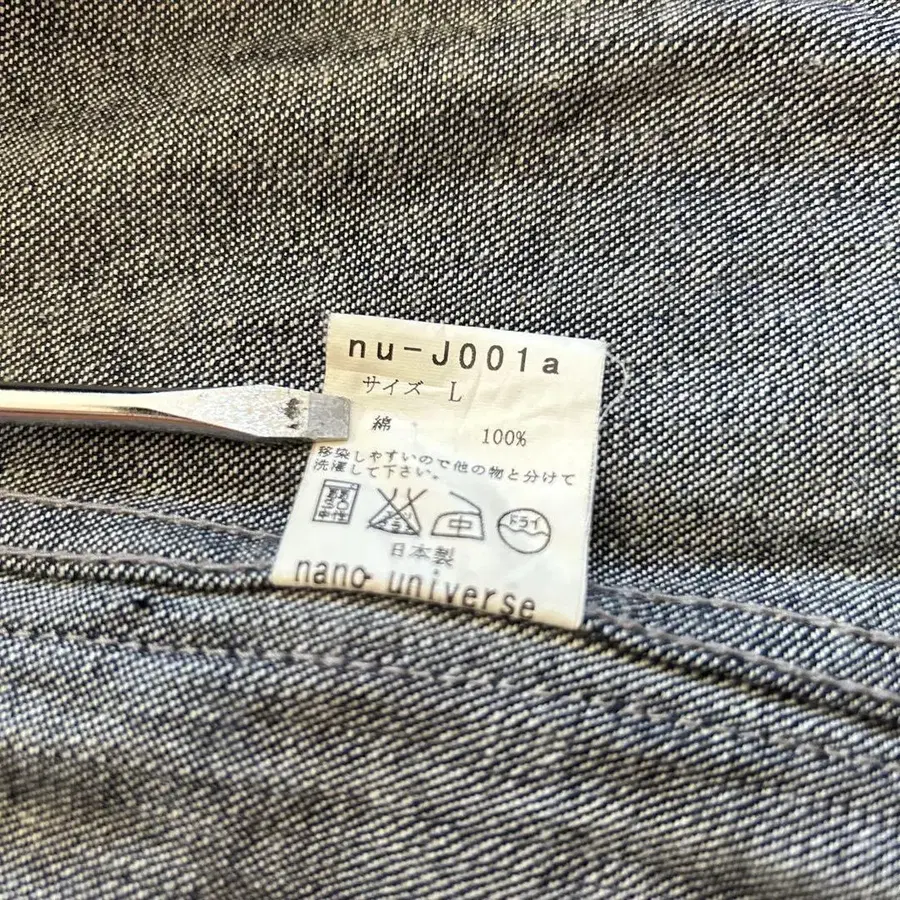 nu-J001a
サイズ L
綿 100%
移染しやすいので他の物と分けて
洗濯して下さい。
中 ドライ
日本製
nano universe